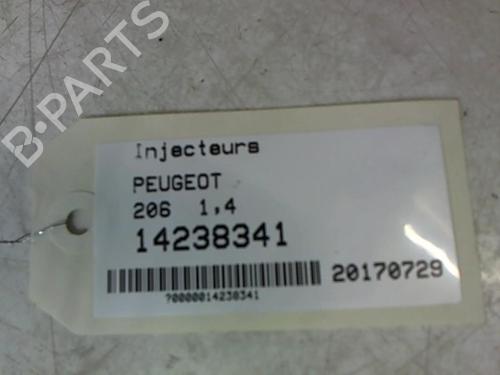 B-PARTS
Injecteurs
PEUGEOT
206 1,4
14238341
20170729
?0000014238341